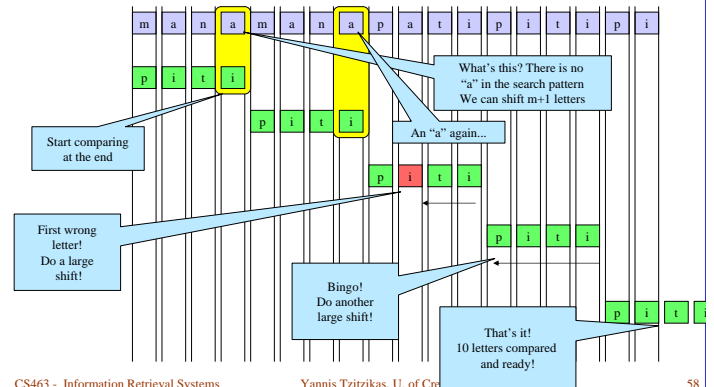 m a n a m a n a p a t i p i t i p i
What's this? There is no
"a" in the search pattern
We can shift m+1 letters
p i t i
p i t i
An "a" again...
Start comparing
at the end
p i t i
First wrong
letter!
Do a large
shift!
p i t i
Bingo!
Do another
large shift!
p i t i
That's it!
10 letters compared
and ready!
CS463 - Information Retrieval Systems
Yannis Tzitzikas, U. of Cre
58